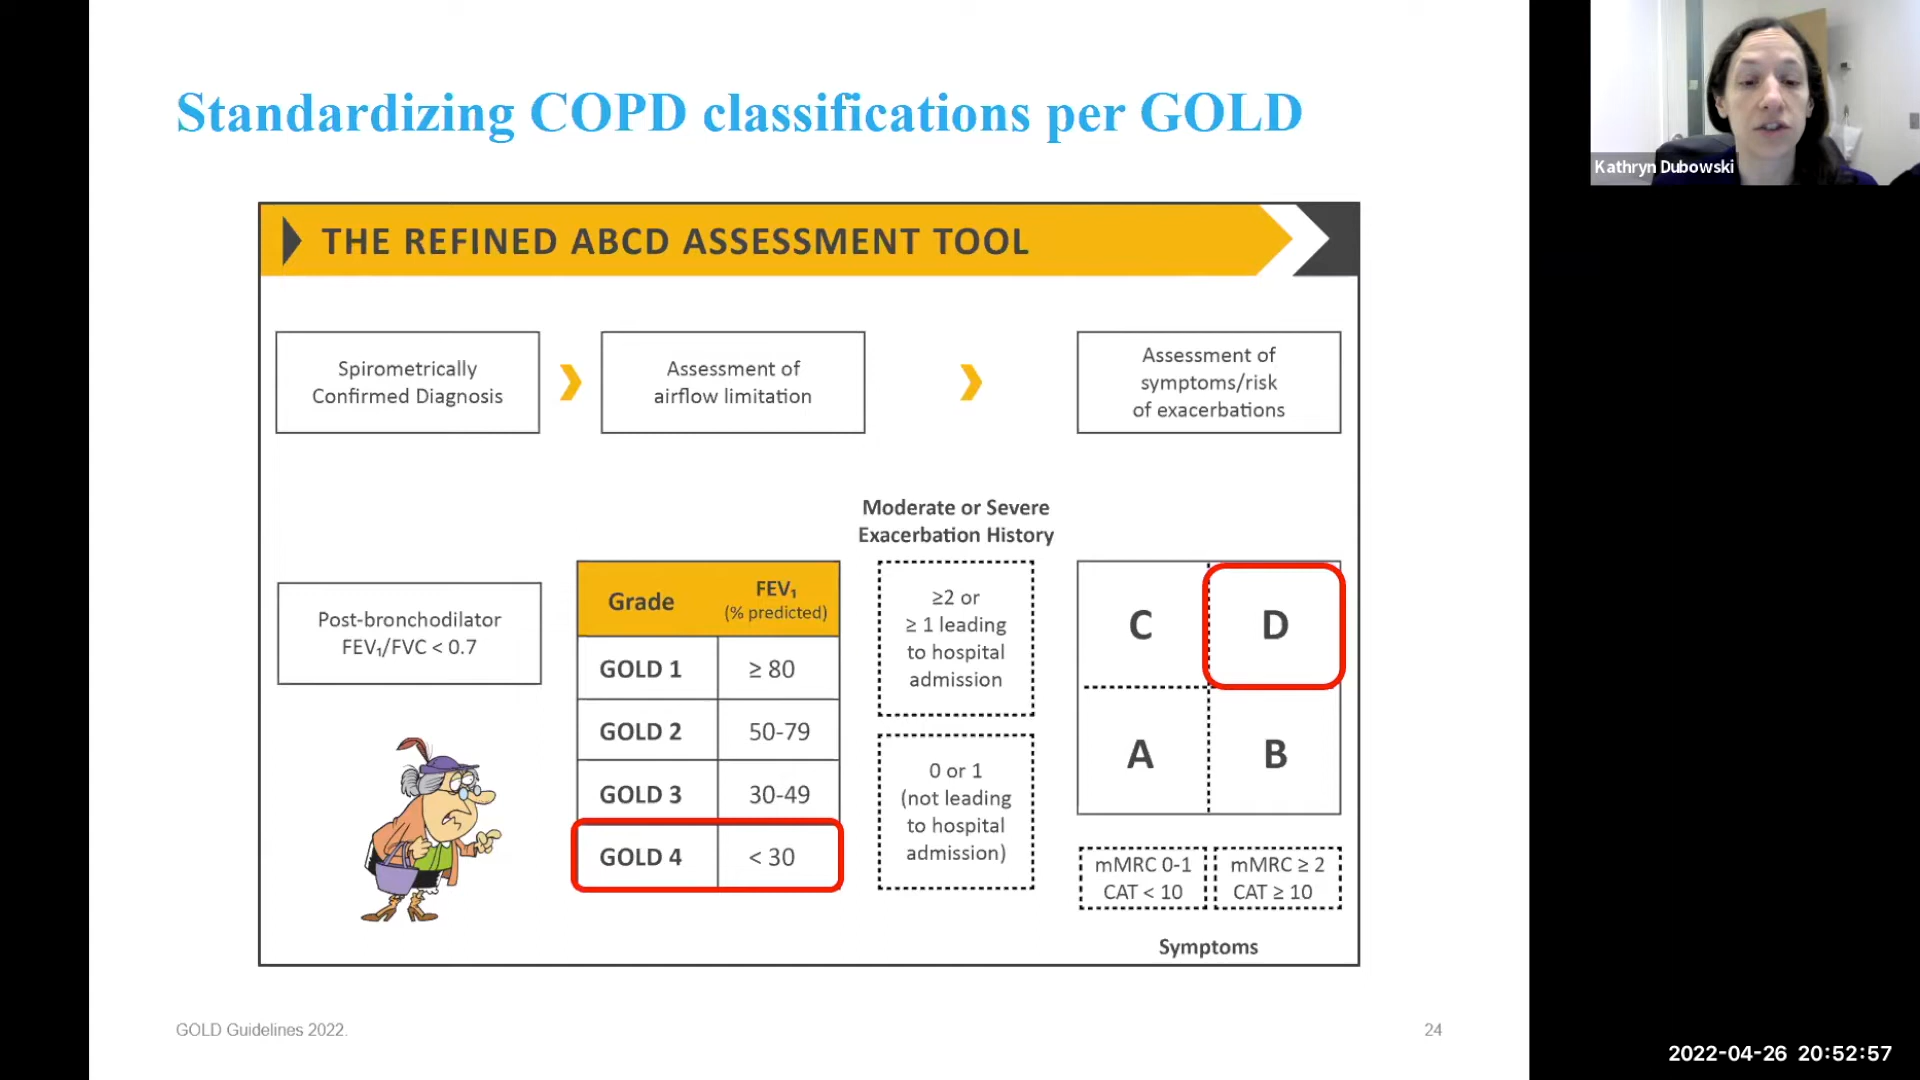 Standardizing COPD classifications per GOLD
Kathryn Dubowski
THE REFINED ABCD ASSESSMENT TOOL
Spirometrically
Confirmed Diagnosis
Assessment of
airflow limitation
Assessment of
symptoms/risk
of exacerbations
Moderate or Severe
Exacerbation History
Post-bronchodilator
FEV₁/FVC < 0.7
Grade FEV₁
(% predicted)
GOLD 1 ≥ 80
GOLD 2 50-79
GOLD 3 30-49
GOLD 4 < 30
≥2 or
≥ 1 leading
to hospital
admission
0 or 1
(not leading
to hospital
admission)
C D
A B
mMRC 0-1
CAT < 10
mMRC ≥ 2
CAT ≥ 10
Symptoms
GOLD Guidelines 2022.
24
2022-04-26 20:52:57